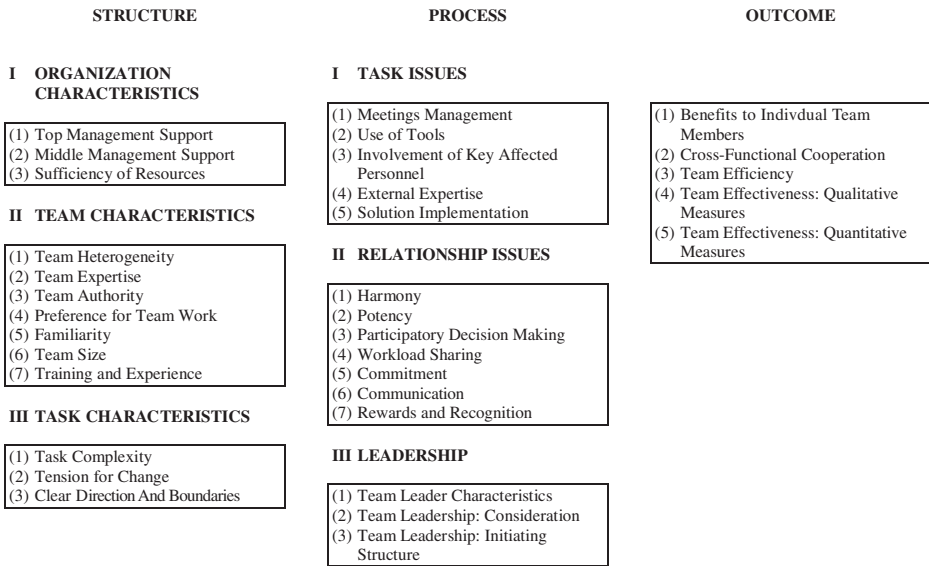 STRUCTURE
I ORGANIZATION
CHARACTERISTICS
(1) Top Management Support
(2) Middle Management Support
(3) Sufficiency of Resources
II TEAM CHARACTERISTICS
(1) Team Heterogeneity
(2) Team Expertise
(3) Team Authority
(4) Preference for Team Work
(5) Familiarity
(6) Team Size
(7) Training and Experience
III TASK CHARACTERISTICS
(1) Task Complexity
(2) Tension for Change
(3) Clear Direction And Boundaries
PROCESS
I TASK ISSUES
(1) Meetings Management
(2) Use of Tools
(3) Involvement of Key Affected
Personnel
(4) External Expertise
(5) Solution Implementation
II RELATIONSHIP ISSUES
(1) Harmony
(2) Potency
(3) Participatory Decision Making
(4) Workload Sharing
(5) Commitment
(6) Communication
(7) Rewards and Recognition
III LEADERSHIP
(1) Team Leader Characteristics
(2) Team Leadership: Consideration
(3) Team Leadership: Initiating
Structure
OUTCOME
(1) Benefits to Indivdual Team
Members
(2) Cross-Functional Cooperation
(3) Team Efficiency
(4) Team Effectiveness: Qualitative
Measures
(5) Team Effectiveness: Quantitative
Measures